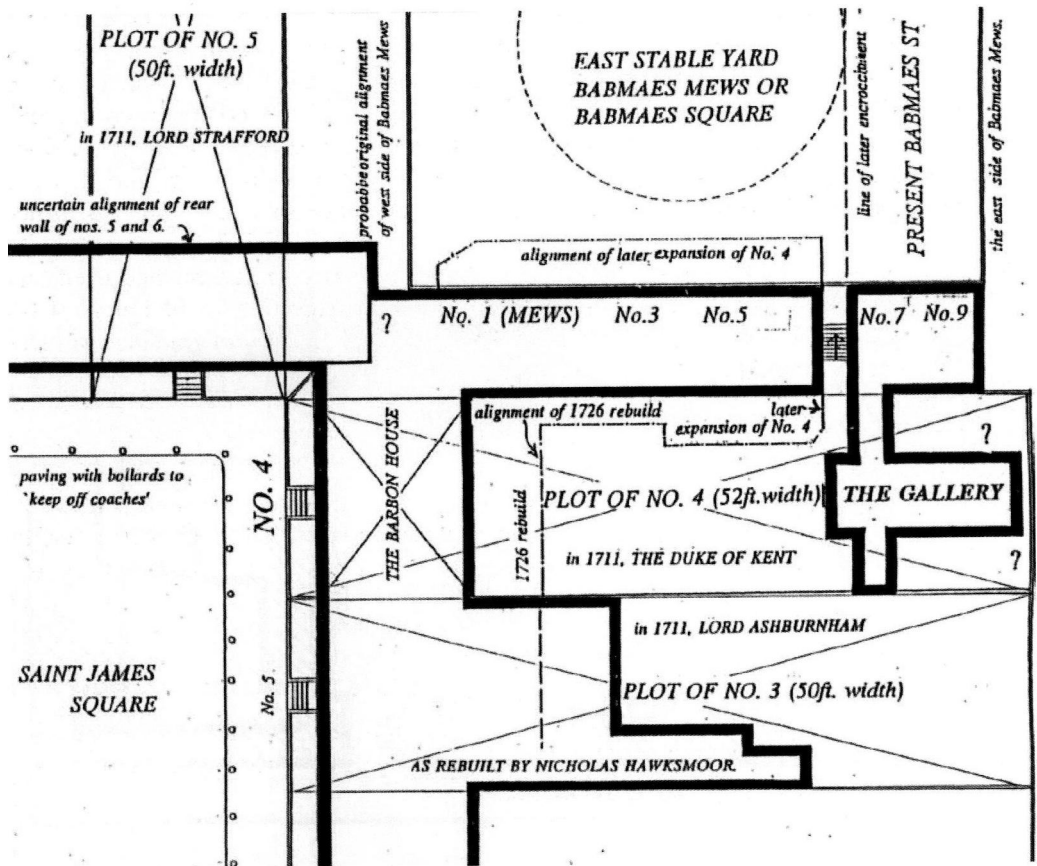 PLOT OF NO. 5
(50ft. width)
in 1711, LORD STRAFFORD
uncertain alignment of rear
wall of nos. 5 and 6.
probabbe original alignment
of west side of Babmaes Mews
EAST STABLE YARD
BABMAES MEWS OR
BABMAES SQUARE
line of later encrocchment
PRESENT BABMAES ST
the east side of Babmaes Mews.
alignment of later expansion of No. 4
?
No. 1 (MEWS)
No.3
No.5
No.7
No.9
alignment of 1726 rebuild
later
expansion of No. 4
?
paving with bollards to
'keep off coaches'
NO. 4
THE BARBON HOUSE
1726 rebuild
PLOT OF NO. 4 (52ft.width)
THE GALLERY
in 1711, THE DUKE OF KENT
?
in 1711, LORD ASHBURNHAM
SAINT JAMES
SQUARE
No. 5.
PLOT OF NO. 3 (50ft. width)
AS REBUILT BY NICHOLAS HAWKSMOOR.